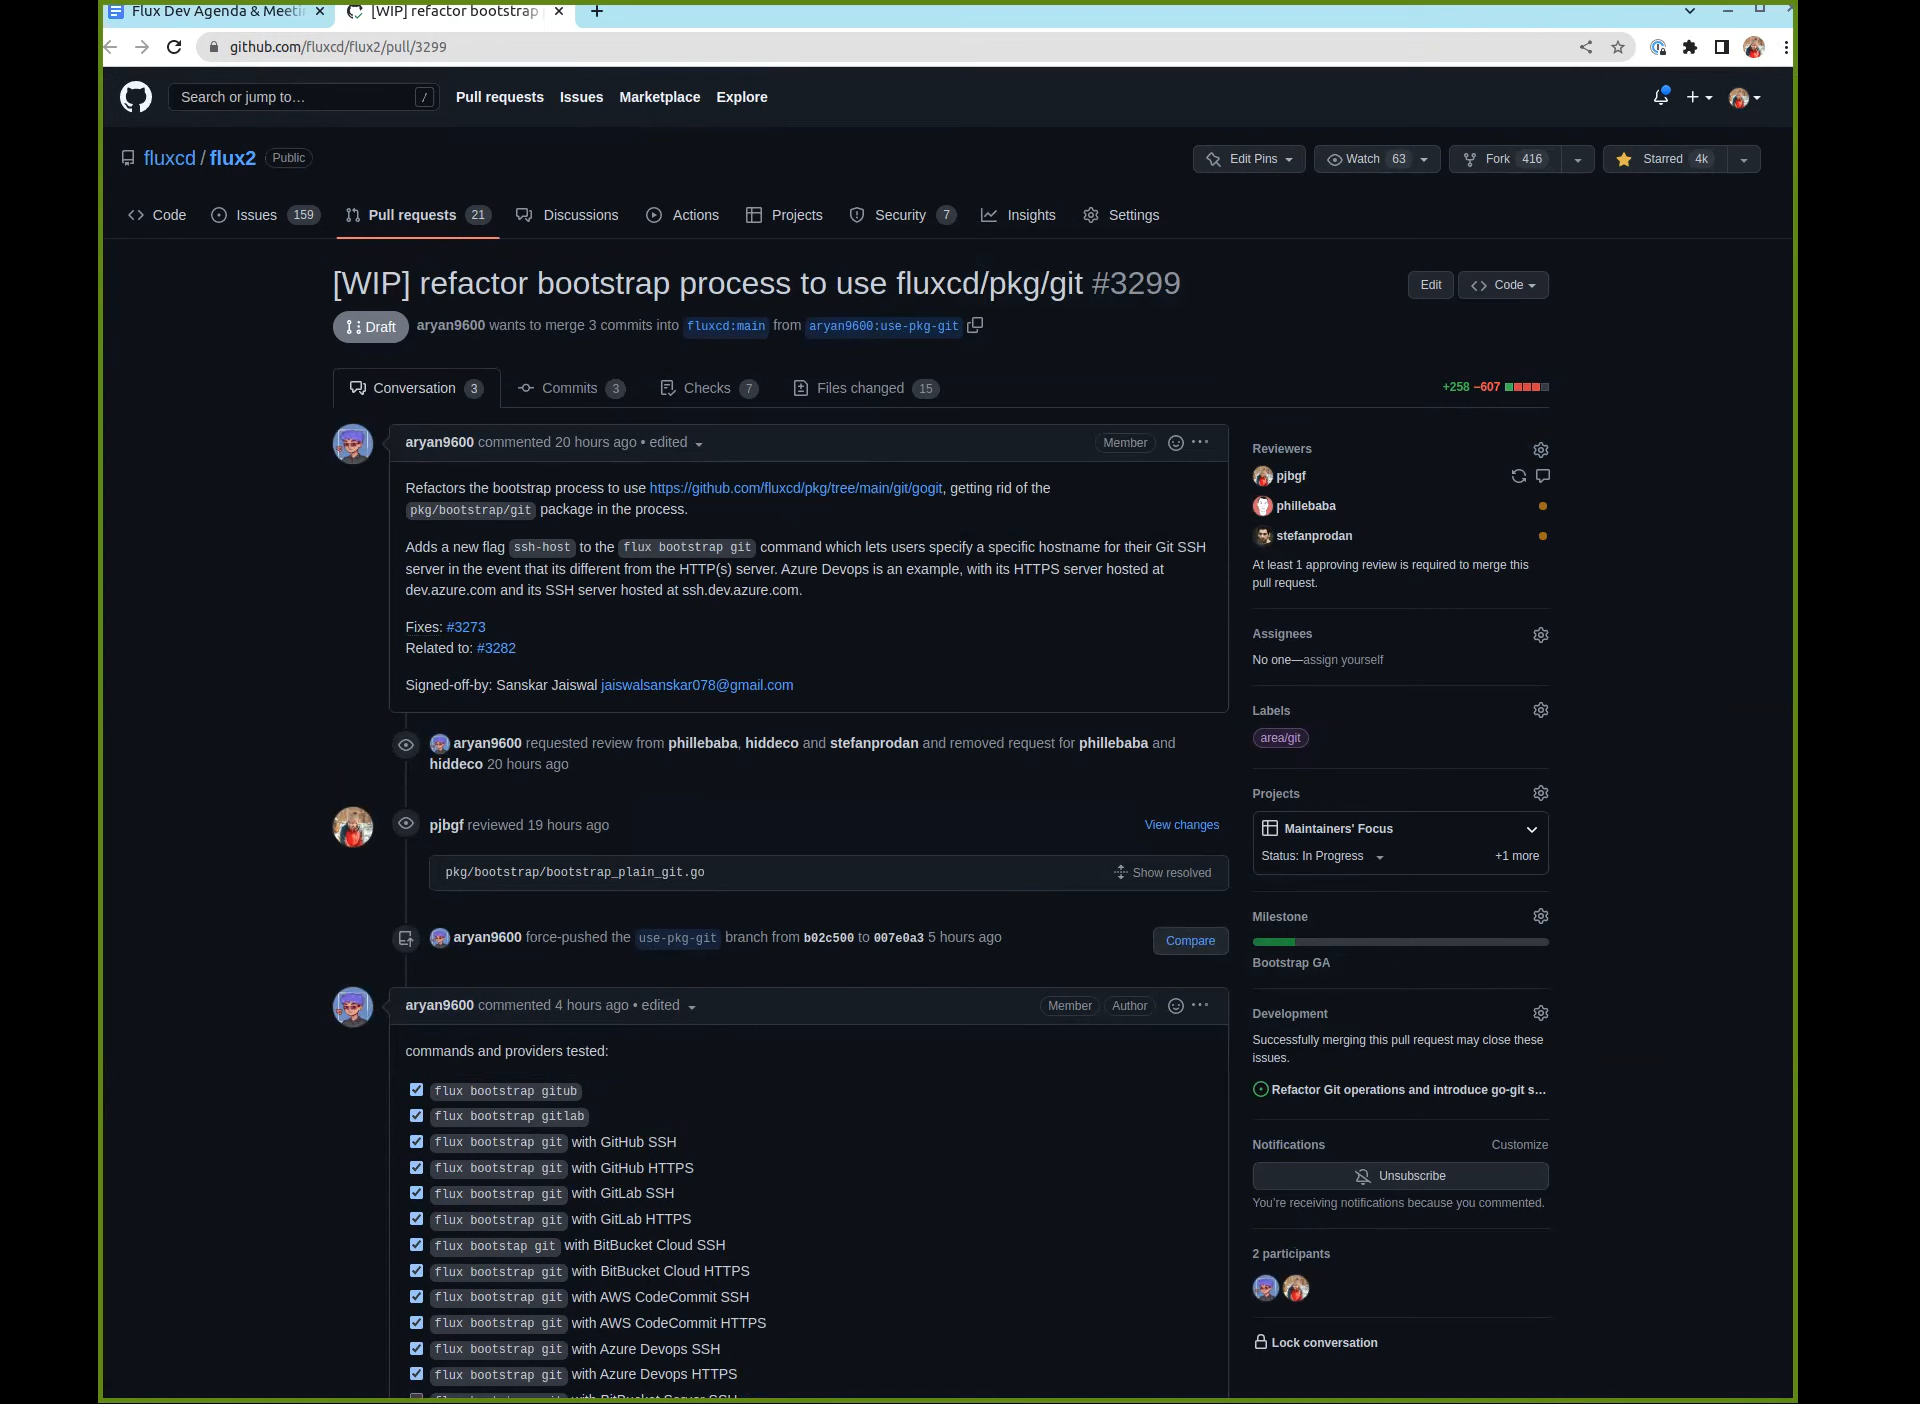 Flux Dev Agenda & Meeti
[WIP] refactor bootstrap
github.com/fluxcd/flux2/pull/3299
Search or jump to… /
Pull requests Issues Marketplace Explore
fluxcd / flux2 Public
Edit Pins Watch 63 Fork 416 Starred 4k
Code Issues 159 Pull requests 21 Discussions Actions Projects Security 7 Insights Settings
[WIP] refactor bootstrap process to use fluxcd/pkg/git #3299
Edit Code
Draft aryan9600 wants to merge 3 commits into fluxcd:main from aryan9600:use-pkg-git
Conversation 3 Commits 3 Checks 7 Files changed 15
+258 −607
aryan9600 commented 20 hours ago • edited Member
Refactors the bootstrap process to use https://github.com/fluxcd/pkg/tree/main/git/gogit, getting rid of the
pkg/bootstrap/git package in the process.
Adds a new flag ssh-host to the flux bootstrap git command which lets users specify a specific hostname for their Git SSH
server in the event that its different from the HTTP(s) server. Azure Devops is an example, with its HTTPS server hosted at
dev.azure.com and its SSH server hosted at ssh.dev.azure.com.
Fixes: #3273
Related to: #3282
Signed-off-by: Sanskar Jaiswal jaiswalsanskar078@gmail.com
aryan9600 requested review from phillebaba, hiddeco and stefanprodan and removed request for phillebaba and
hiddeco 20 hours ago
pjbgf reviewed 19 hours ago View changes
pkg/bootstrap/bootstrap_plain_git.go Show resolved
aryan9600 force-pushed the use-pkg-git branch from b02c500 to 007e0a3 5 hours ago Compare
aryan9600 commented 4 hours ago • edited Member Author
commands and providers tested:
flux bootstrap gitub
flux bootstrap gitlab
flux bootstrap git with GitHub SSH
flux bootstrap git with GitHub HTTPS
flux bootstrap git with GitLab SSH
flux bootstrap git with GitLab HTTPS
flux bootstap git with BitBucket Cloud SSH
flux bootstrap git with BitBucket Cloud HTTPS
flux bootstrap git with AWS CodeCommit SSH
flux bootstrap git with AWS CodeCommit HTTPS
flux bootstrap git with Azure Devops SSH
flux bootstrap git with Azure Devops HTTPS
with BitBucket Server SSH
Reviewers
pjbgf
phillebaba
stefanprodan
At least 1 approving review is required to merge this
pull request.
Assignees
No one—assign yourself
Labels
area/git
Projects
Maintainers' Focus
Status: In Progress +1 more
Milestone
Bootstrap GA
Development
Successfully merging this pull request may close these
issues.
Refactor Git operations and introduce go-git s…
Notifications Customize
Unsubscribe
You're receiving notifications because you commented.
2 participants
Lock conversation